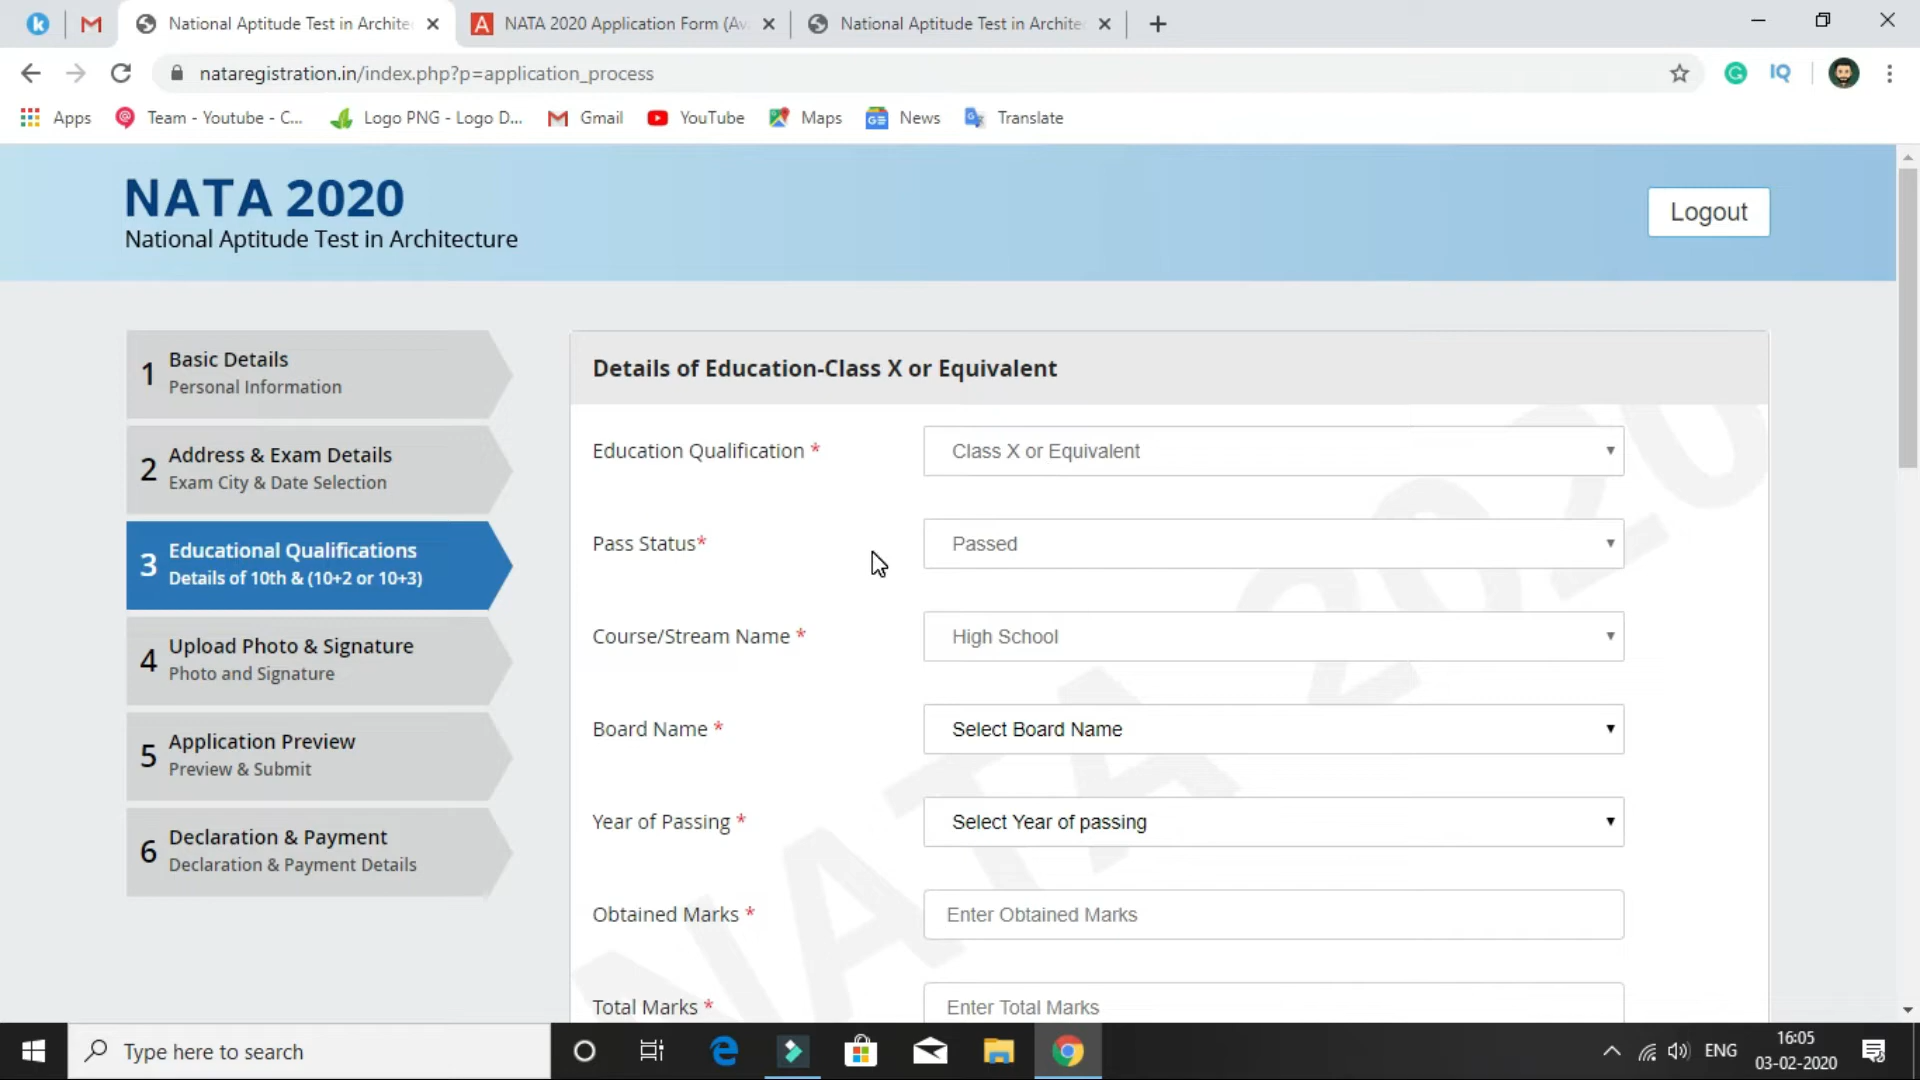 National Aptitude Test in Archite
NATA 2020 Application Form (Av
National Aptitude Test in Archite
nataregistration.in/index.php?p=application_process
IQ
Apps
Team - Youtube - C...
Logo PNG - Logo D...
Gmail
YouTube
Maps
News
Translate
NATA 2020
National Aptitude Test in Architecture
Logout
1
Basic Details
Personal Information
2
Address & Exam Details
Exam City & Date Selection
3
Educational Qualifications
Details of 10th & (10+2 or 10+3)
4
Upload Photo & Signature
Photo and Signature
5
Application Preview
Preview & Submit
6
Declaration & Payment
Declaration & Payment Details
Details of Education-Class X or Equivalent
Education Qualification *
Class X or Equivalent
Pass Status*
Passed
Course/Stream Name *
High School
Board Name *
Select Board Name
Year of Passing *
Select Year of passing
Obtained Marks *
Enter Obtained Marks
Total Marks *
Enter Total Marks
NATA 2020
Type here to search
ENG
16:05
03-02-2020